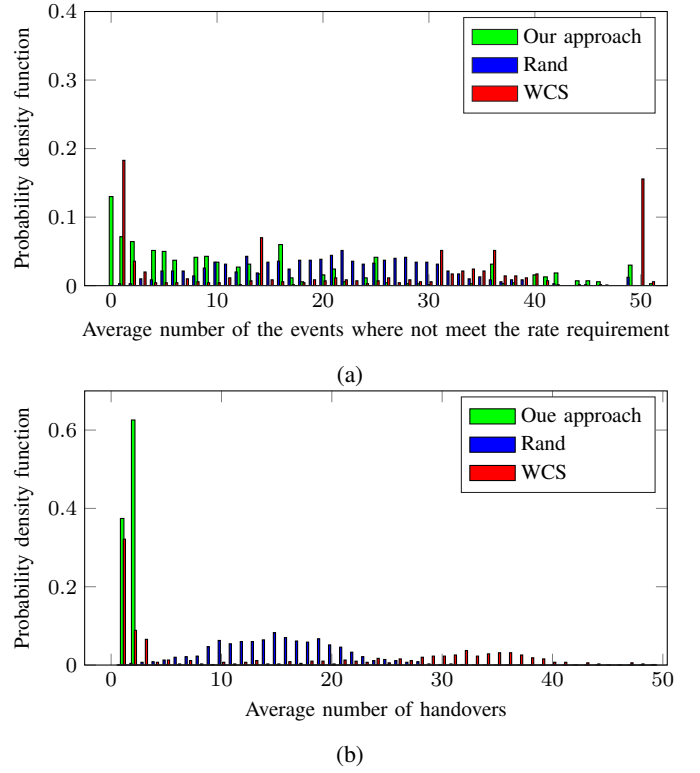 0.4
0.3
0.2
0.1
0
Probability density function
Our approach
Rand
WCS
0 10 20 30 40 50
Average number of the events where not meet the rate requirement
(a)
0.6
0.4
0.2
0
Probability density function
Oue approach
Rand
WCS
0 10 20 30 40 50
Average number of handovers
(b)